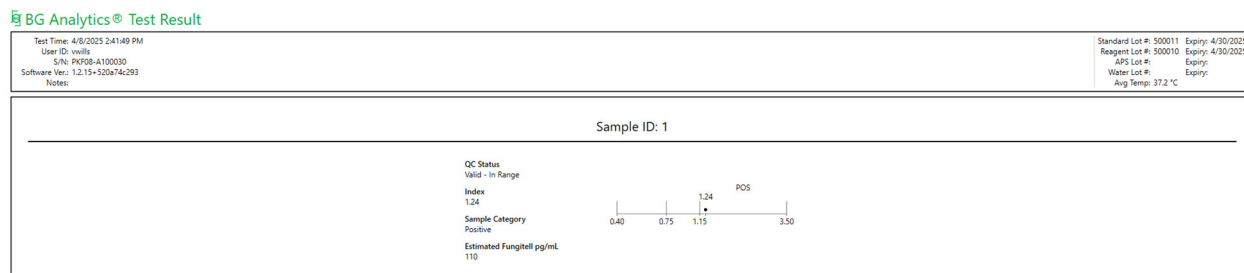 BG Analytics® Test Result
Test Time: 4/8/2025 2:41:49 PM
User ID: vwills
S/N: PKF08-A100030
Software Ver.: 1.2.15+520a74c293
Notes:
Standard Lot #: 500011 Expiry: 4/30/2025
Reagent Lot #: 500010 Expiry: 4/30/2025
APS Lot #: Expiry:
Water Lot #: Expiry:
Avg Temp: 37.2 °C
Sample ID: 1
QC Status
Valid - In Range
Index
1.24
Sample Category
Positive
Estimated Fungitell pg/mL
110
POS
1.24
0.40 0.75 1.15 3.50